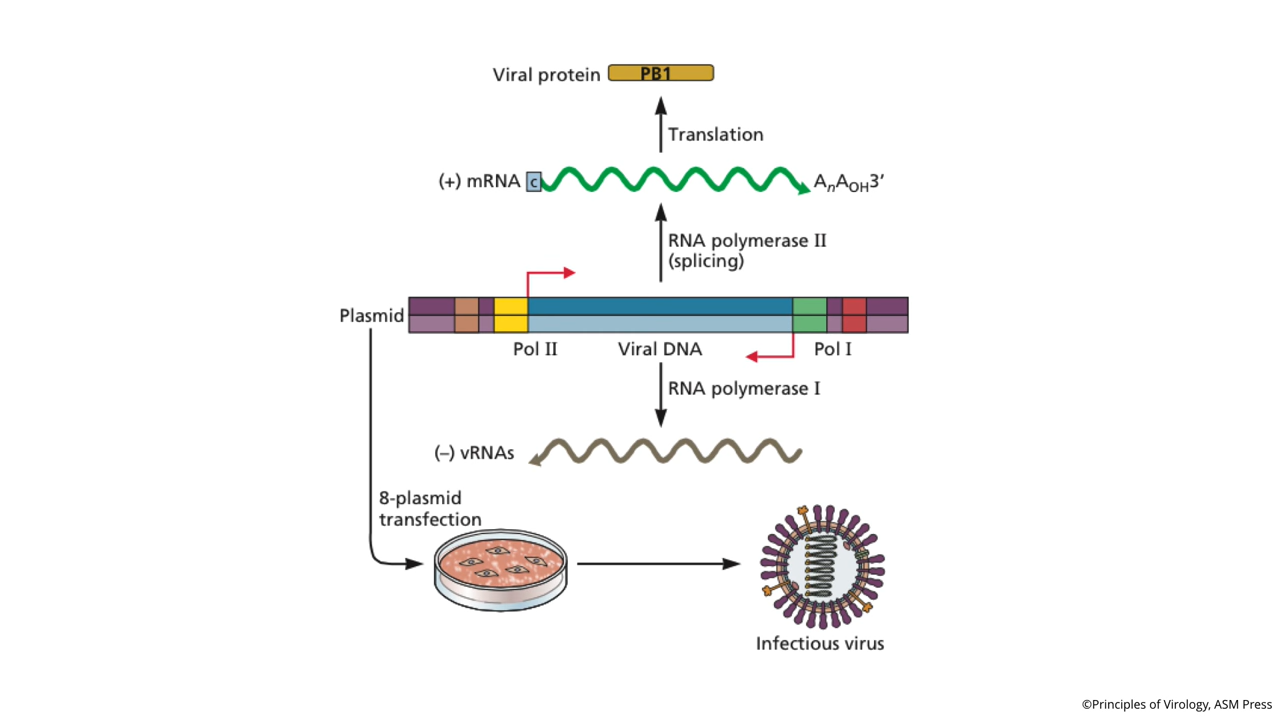 Viral protein PB1
Translation
(+) mRNA c AnAOH3′
RNA polymerase II
(splicing)
Plasmid
Pol II Viral DNA Pol I
RNA polymerase I
(–) vRNAs
8-plasmid
transfection
Infectious virus
©Principles of Virology, ASM Press